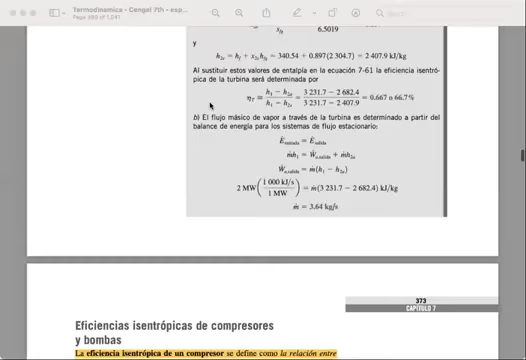 Termodinamica - Cengel 7th - esp...
Page 689 of 1,041
Search
6.5019
y
h2s = hf + x2s hfg = 340.54 + 0.897(2 304.7) = 2 407.9 kJ/kg
Al sustituir estos valores de entalpía en la ecuación 7-61 la eficiencia isentró-
pica de la turbina será determinada por
ηT = (h1 − h2a)/(h1 − h2s) = (3 231.7 − 2 682.4)/(3 231.7 − 2 407.9) = 0.667 o 66.7%
b) El flujo másico de vapor a través de la turbina es determinado a partir del
balance de energía para los sistemas de flujo estacionario:
Ėentrada = Ėsalida
ṁh1 = Ẇa,salida + ṁh2a
Ẇa,salida = ṁ(h1 − h2a)
2 MW(1 000 kJ/s / 1 MW) = ṁ(3 231.7 − 2 682.4) kJ/kg
ṁ = 3.64 kg/s
373
CAPÍTULO 7
Eficiencias isentrópicas de compresores
y bombas
La eficiencia isentrópica de un compresor se define como la relación entre